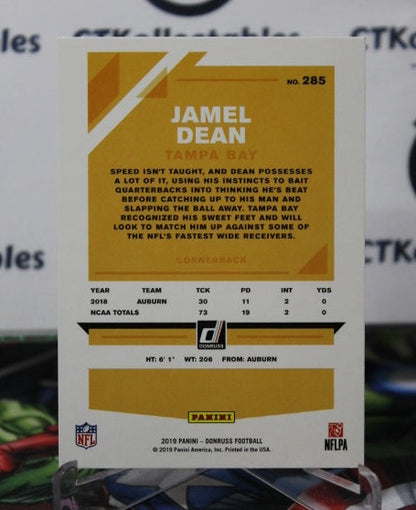 CTKollectables
CTKo
NO. 285
JAMEL
DEAN
TAMPA BAY
SPEED ISN'T TAUGHT, AND DEAN POSSESSES
A LOT OF IT, USING HIS INSTINCTS TO BAIT
QUARTERBACKS INTO THINKING HE'S BEAT
BEFORE CATCHING UP TO HIS MAN AND
SLAPPING THE BALL AWAY. TAMPA BAY
RECOGNIZED HIS SWEET FEET AND WILL
LOOK TO MATCH HIM UP AGAINST SOME OF
THE NFL'S FASTEST WIDE RECEIVERS.
CORNERBACK
YEAR TEAM TCK PD INT YDS
2018 AUBURN 30 11 2 0
NCAA TOTALS 73 19 2 0
DONRUSS
HT: 6' 1" WT: 206 FROM: AUBURN
PANINI
NFL
2019 PANINI – DONRUSS FOOTBALL
© 2019 Panini America, Inc. Printed in the USA.
NFLPA